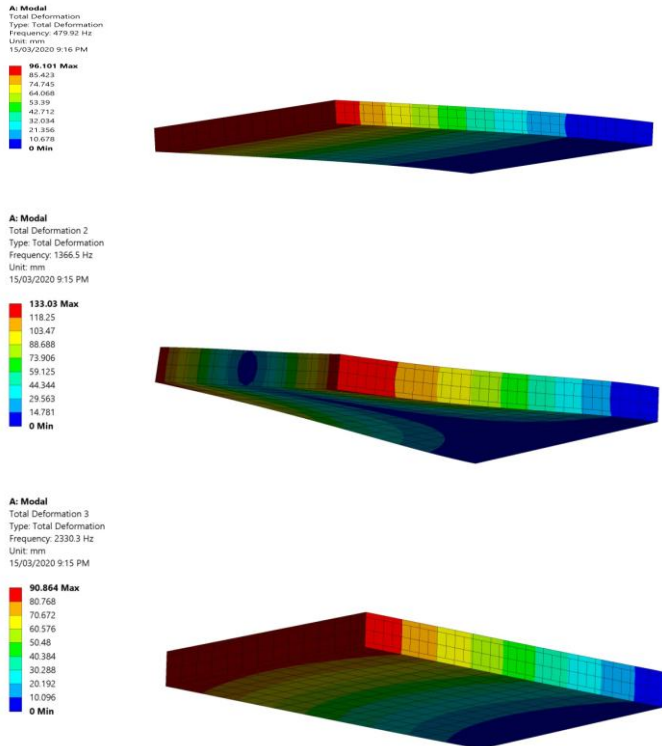 A: Modal
Total Deformation
Type: Total Deformation
Frequency: 479.92 Hz
Unit: mm
15/03/2020 9:16 PM
96.101 Max
85.423
74.745
64.068
53.39
42.712
32.034
21.356
10.678
0 Min
A: Modal
Total Deformation 2
Type: Total Deformation
Frequency: 1366.5 Hz
Unit: mm
15/03/2020 9:15 PM
133.03 Max
118.25
103.47
88.688
73.906
59.125
44.344
29.563
14.781
0 Min
A: Modal
Total Deformation 3
Type: Total Deformation
Frequency: 2330.3 Hz
Unit: mm
15/03/2020 9:15 PM
90.864 Max
80.768
70.672
60.576
50.48
40.384
30.288
20.192
10.096
0 Min